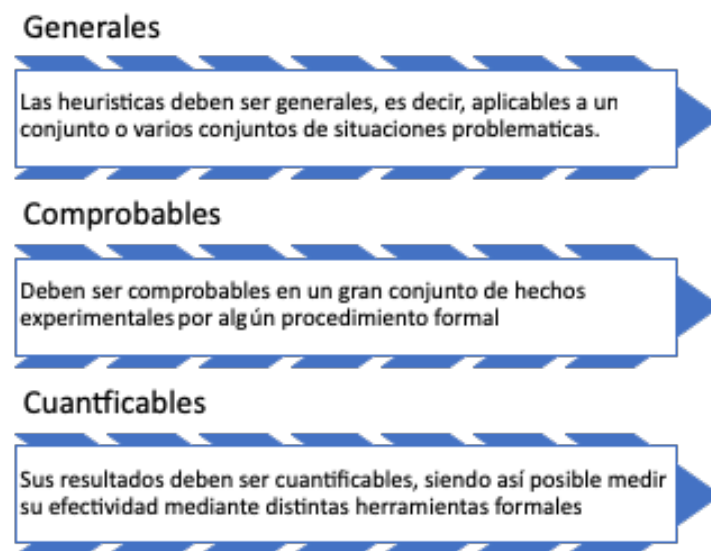 Generales
Las heuristicas deben ser generales, es decir, aplicables a un
conjunto o varios conjuntos de situaciones problematicas.
Comprobables
Deben ser comprobables en un gran conjunto de hechos
experimentales por algún procedimiento formal
Cuantficables
Sus resultados deben ser cuantificables, siendo así posible medir
su efectividad mediante distintas herramientas formales